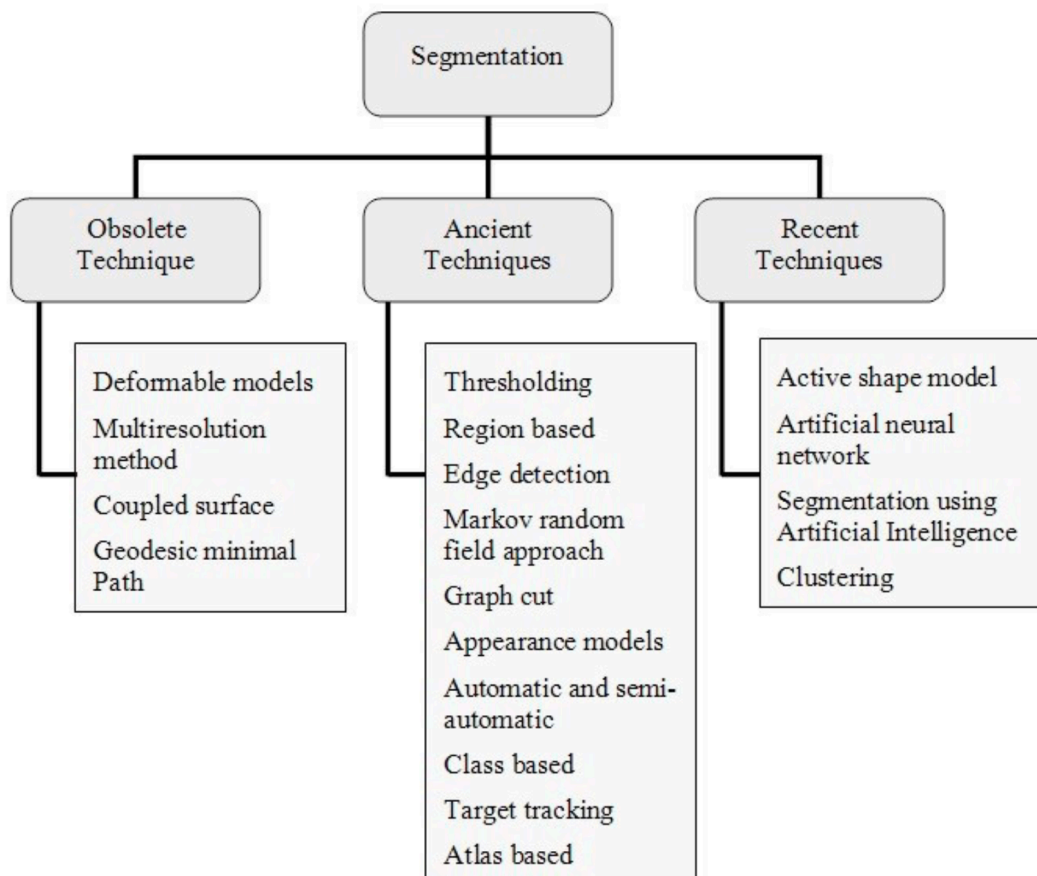 Segmentation
Obsolete
Technique
Ancient
Techniques
Recent
Techniques
Deformable models
Multiresolution
method
Coupled surface
Geodesic minimal
Path
Thresholding
Region based
Edge detection
Markov random
field approach
Graph cut
Appearance models
Automatic and semi-
automatic
Class based
Target tracking
Atlas based
Active shape model
Artificial neural
network
Segmentation using
Artificial Intelligence
Clustering